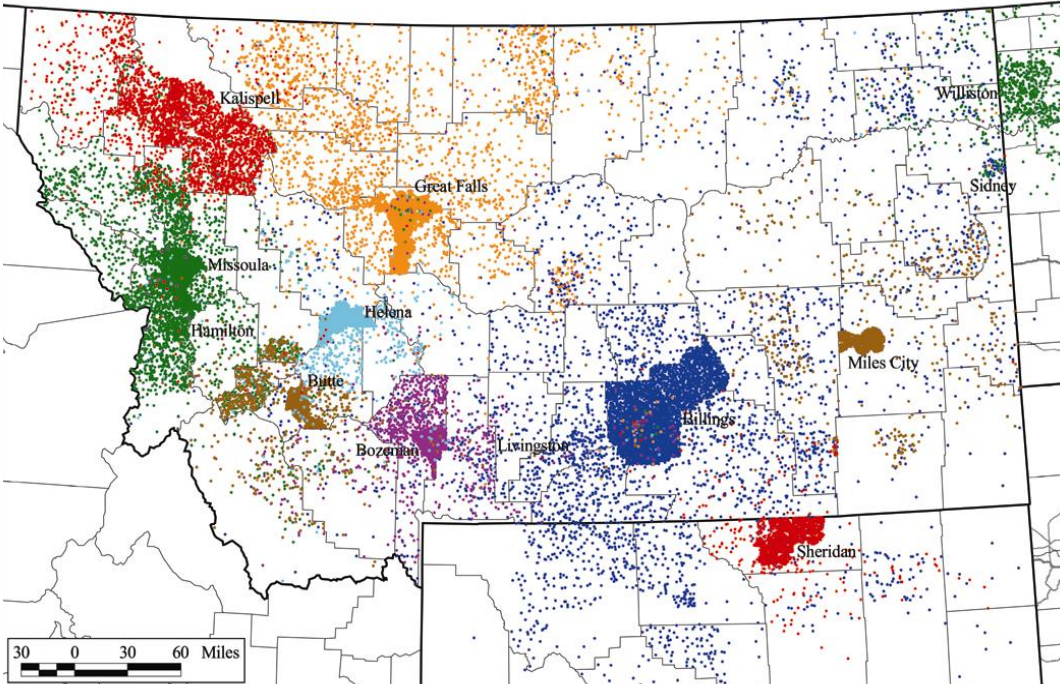 Kalispell
Williston
Great Falls
Sidney
Missoula
Helena
Hamilton
Miles City
Butte
Billings
Bozeman
Livingston
Sheridan
30 0 30 60 Miles